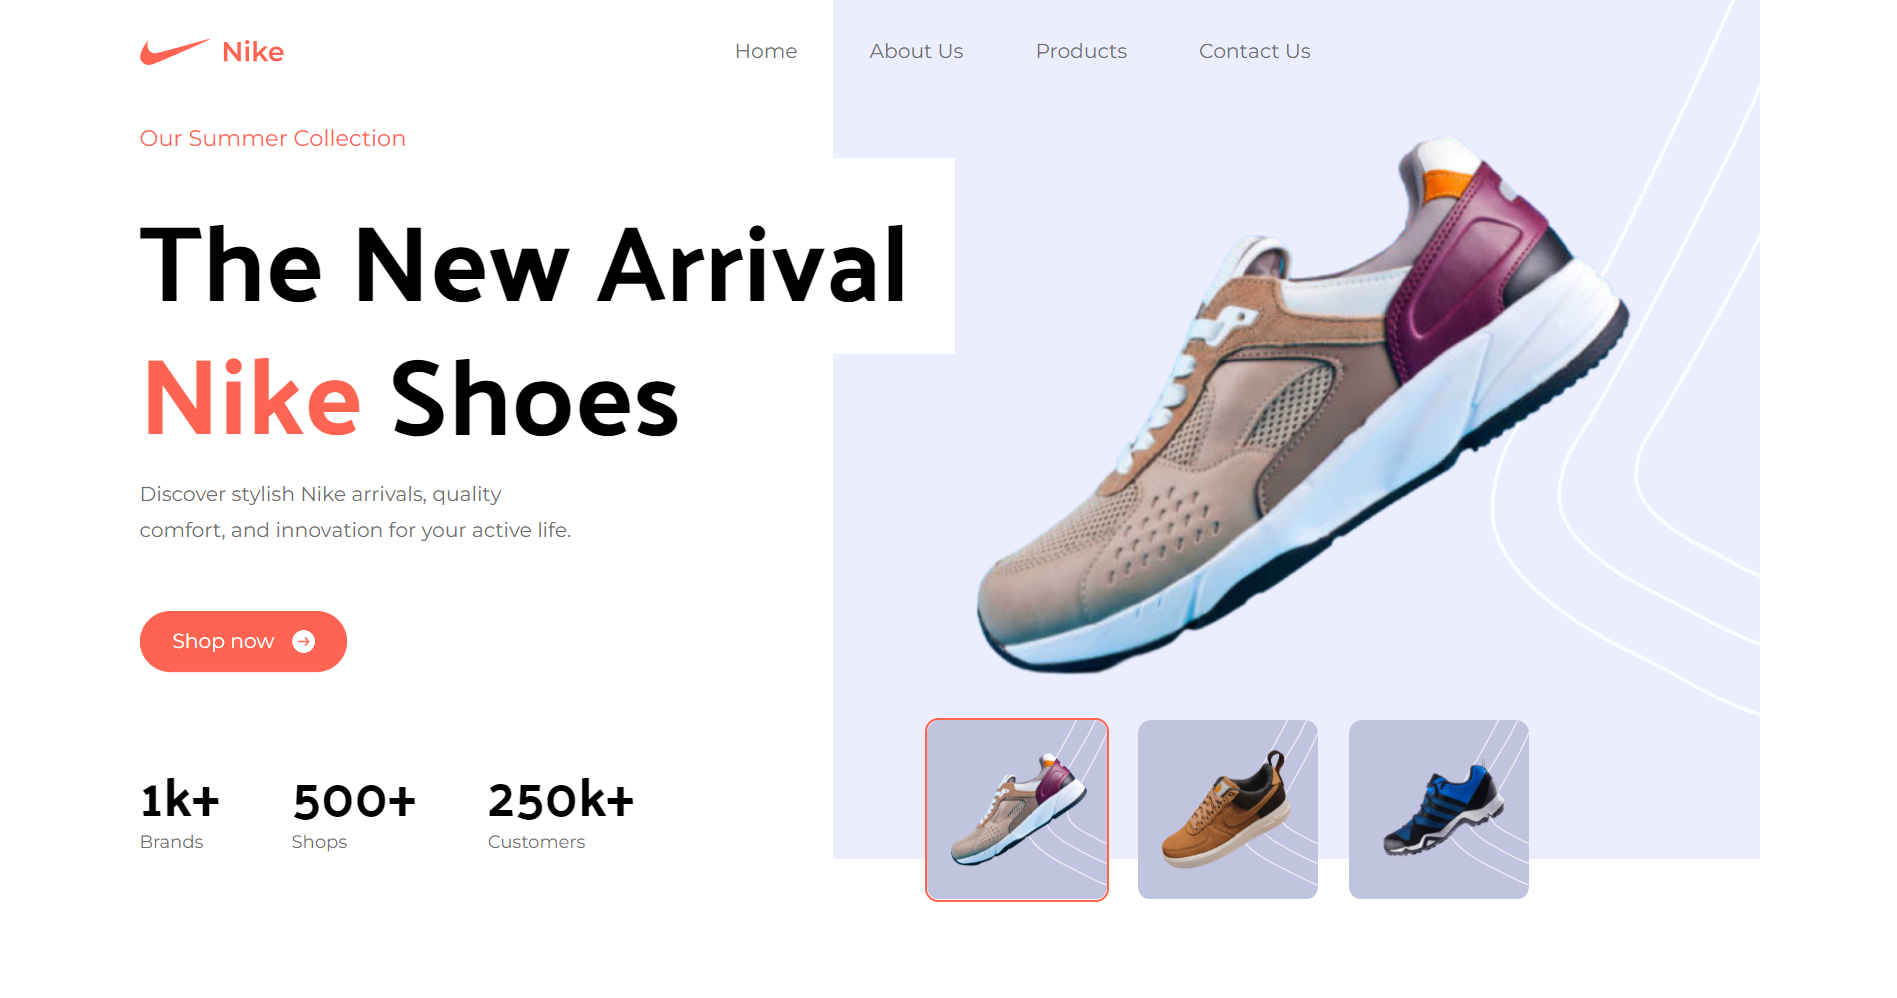 Nike
Home
About Us
Products
Contact Us
Our Summer Collection
The New Arrival
Nike Shoes
Discover stylish Nike arrivals, quality
comfort, and innovation for your active life.
Shop now
1k+
Brands
500+
Shops
250k+
Customers